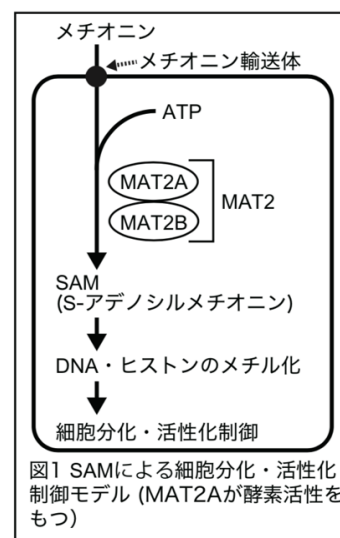 メチオニン
メチオニン輸送体
ATP
MAT2A
MAT2B
MAT2
SAM
(S-アデノシルメチオニン)
DNA・ヒストンのメチル化
細胞分化・活性化制御
図1 SAMによる細胞分化・活性化
制御モデル (MAT2Aが酵素活性を
もつ)